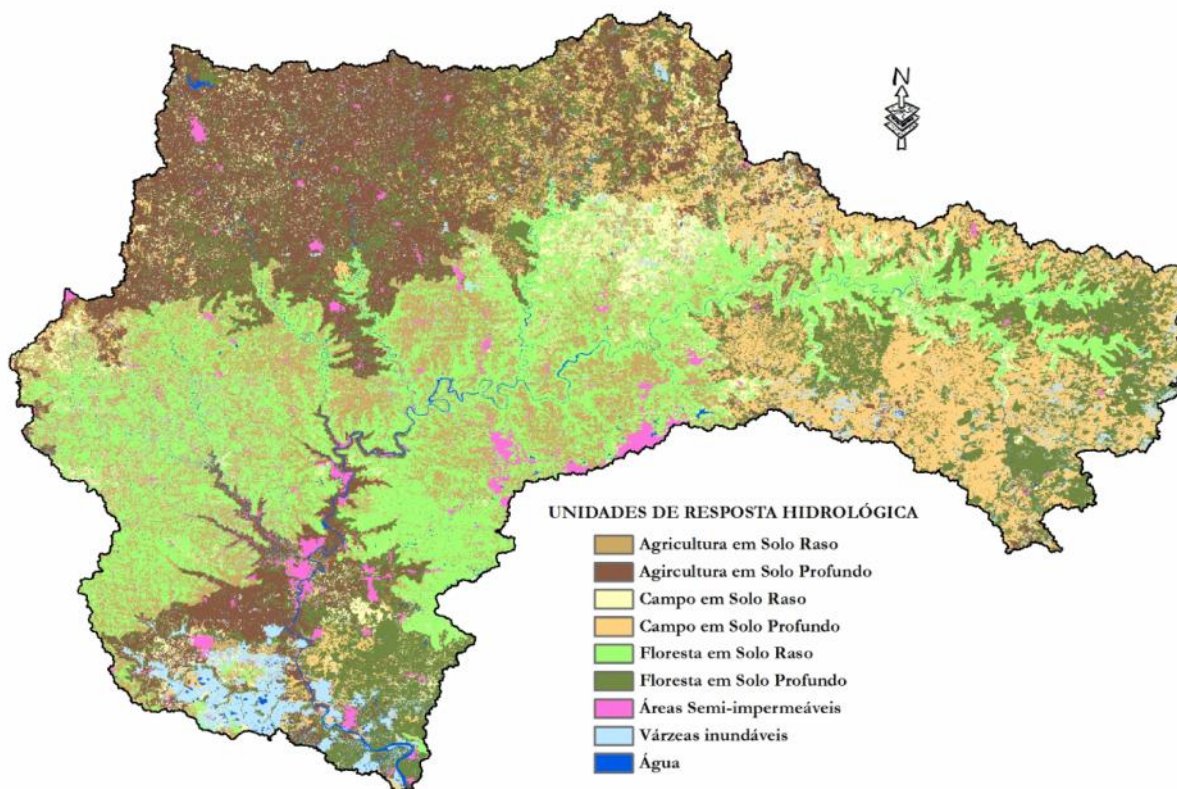 N
UNIDADES DE RESPOSTA HIDROLÓGICA
Agricultura em Solo Raso
Agircultura em Solo Profundo
Campo em Solo Raso
Campo em Solo Profundo
Floresta em Solo Raso
Floresta em Solo Profundo
Áreas Semi-impermeáveis
Várzeas inundáveis
Água